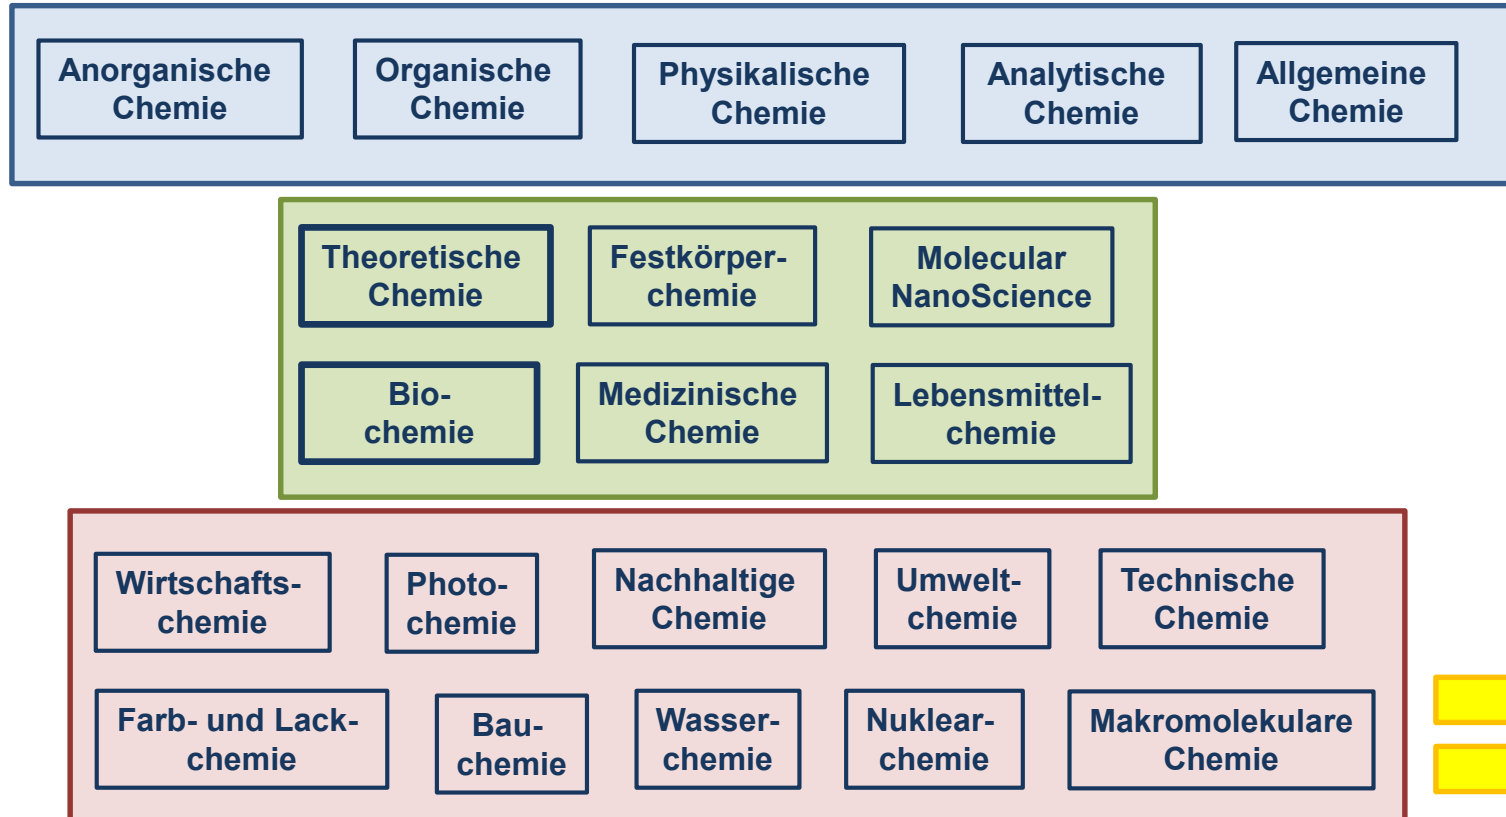 Anorganische
Chemie
Organische
Chemie
Physikalische
Chemie
Analytische
Chemie
Allgemeine
Chemie
Theoretische
Chemie
Festkörper-
chemie
Molecular
NanoScience
Bio-
chemie
Medizinische
Chemie
Lebensmittel-
chemie
Wirtschafts-
chemie
Photo-
chemie
Nachhaltige
Chemie
Umwelt-
chemie
Technische
Chemie
Farb- und Lack-
chemie
Bau-
chemie
Wasser-
chemie
Nuklear-
chemie
Makromolekulare
Chemie